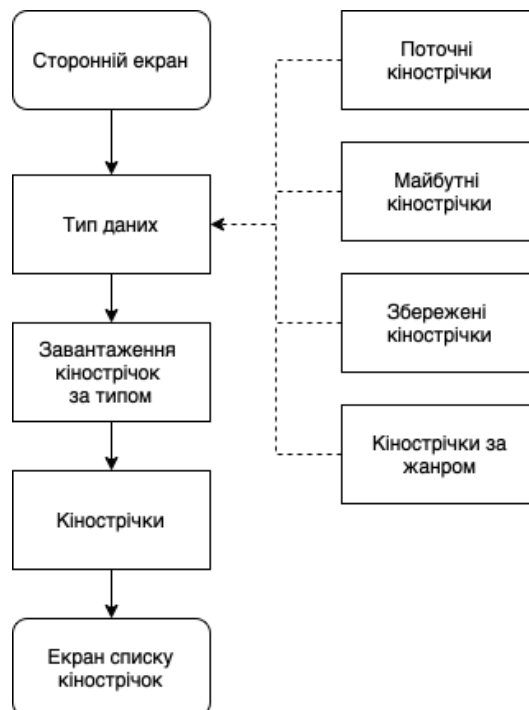 Сторонній екран
Тип даних
Завантаження
кінострічок
за типом
Кінострічки
Екран списку
кінострічок
Поточні
кінострічки
Майбутні
кінострічки
Збережені
кінострічки
Кінострічки за
жанром